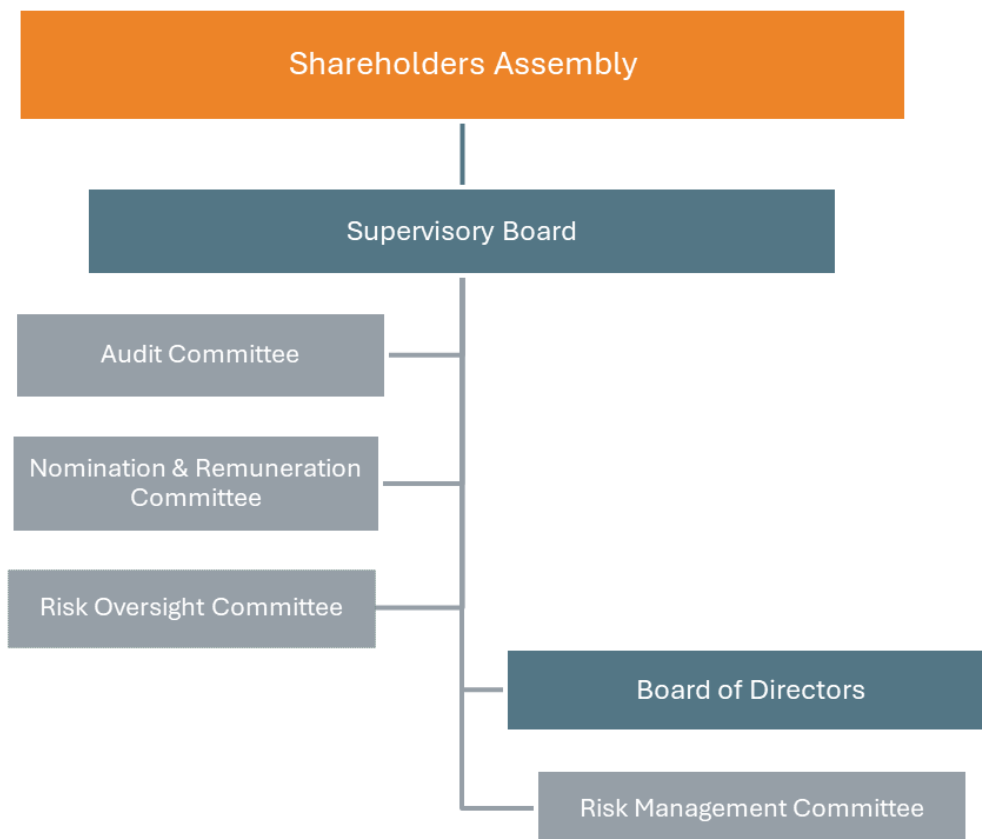 Shareholders Assembly
Supervisory Board
Audit Committee
Nomination & Remuneration
Committee
Risk Oversight Committee
Board of Directors
Risk Management Committee